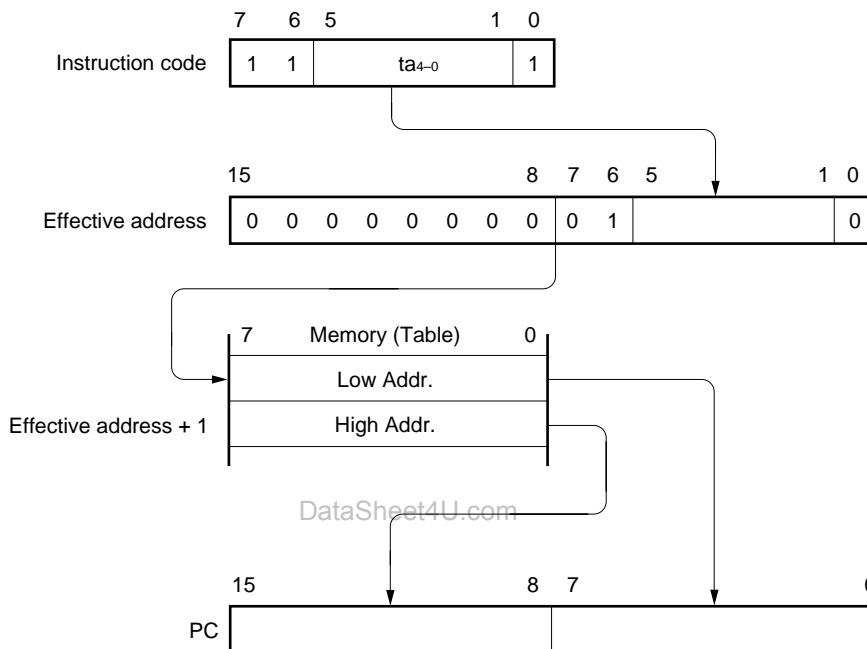 7 6 5 1 0
Instruction code 1 1 ta4–0 1
15 8 7 6 5 1 0
Effective address 0 0 0 0 0 0 0 0 0 1 0
7 Memory (Table) 0
Low Addr.
Effective address + 1 High Addr.
DataSheet4U.com
15 8 7
PC